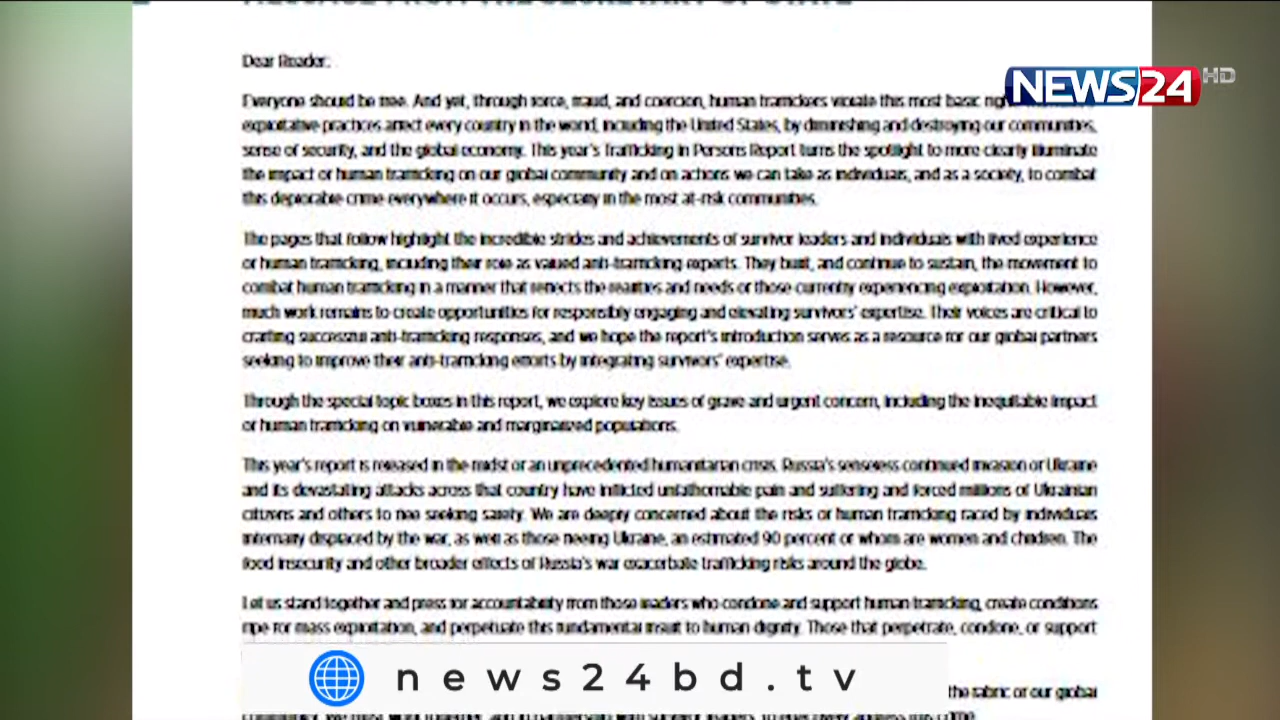 MESSAGE FROM THE SECRETARY OF STATE
NEWS24 HD
Dear Reader:
Everyone should be free. And yet, through force, fraud, and coercion, human traffickers violate this most basic
exploitative practices affect every country in the world, including the United States, by diminishing and destroying our communities,
sense of security, and the global economy. This year's Trafficking in Persons Report turns the spotlight to more clearly illuminate
the impact of human trafficking on our global community and on actions we can take as individuals, and as a society, to combat
this deplorable crime everywhere it occurs, especially in the most at-risk communities.
The pages that follow highlight the incredible strides and achievements of survivor leaders and individuals with lived experience
of human trafficking, including their role as valued anti-trafficking experts. They built, and continue to sustain, the movement to
combat human trafficking in a manner that reflects the realities and needs of those currently experiencing exploitation. However,
much work remains to create opportunities for responsibly engaging and elevating survivors' expertise. Their voices are critical to
crafting successful anti-trafficking responses, and we hope the report's introduction serves as a resource for our global partners
seeking to improve their anti-trafficking efforts by integrating survivors' expertise.
Through the special topic boxes in this report, we explore key issues of grave and urgent concern, including the inequitable impact
of human trafficking on vulnerable and marginalized populations.
This year's report is released in the midst of an unprecedented humanitarian crisis. Russia's senseless continued invasion of Ukraine
and its devastating attacks across that country have inflicted unfathomable pain and suffering and forced millions of Ukrainian
citizens and others to flee seeking safety. We are deeply concerned about the risks of human trafficking faced by individuals
internally displaced by the war, as well as those fleeing Ukraine, an estimated 90 percent of whom are women and children. The
food insecurity and other broader effects of Russia's war exacerbate trafficking risks around the globe.
Let us stand together and press for accountability from those leaders who condone and support human trafficking, create conditions
ripe for mass exploitation, and perpetuate this fundamental insult to human dignity. Those that perpetrate, condone, or support
the fabric of our global
news24bd.tv